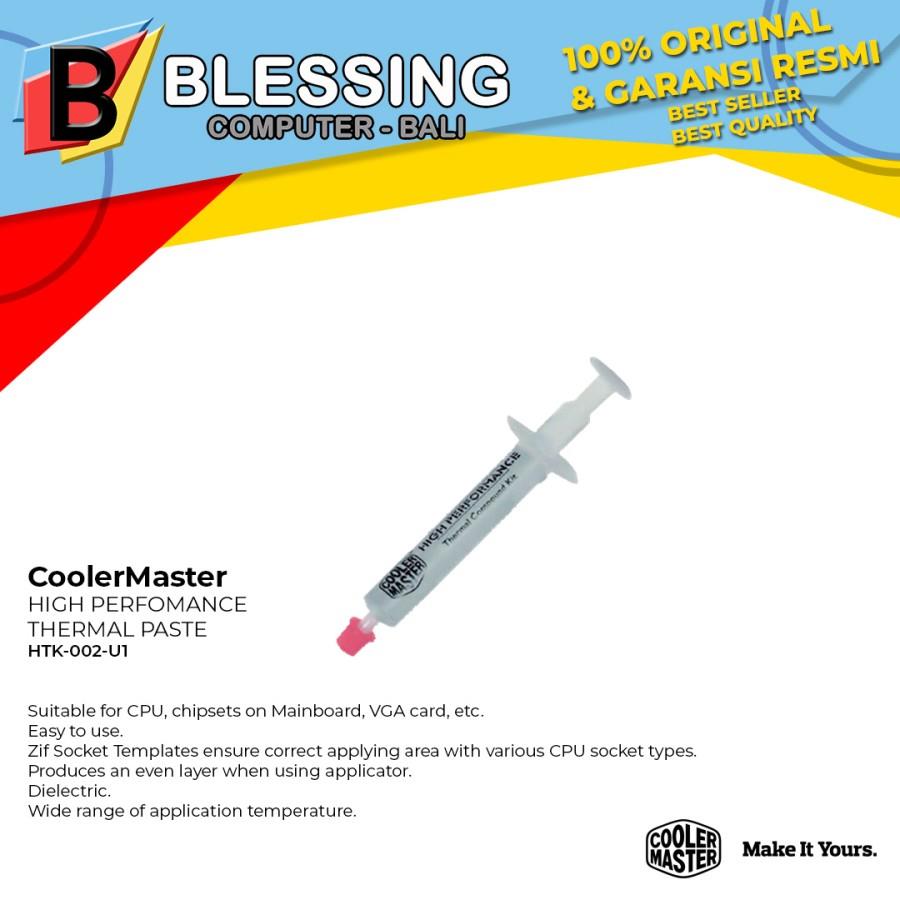 B
BLESSING
COMPUTER - BALI
100% ORIGINAL
& GARANSI RESMI
BEST SELLER
BEST QUALITY
HIGH PERFORMANCE
Thermal Compound Kit
COOLER
MASTER
CoolerMaster
HIGH PERFOMANCE
THERMAL PASTE
HTK-002-U1
Suitable for CPU, chipsets on Mainboard, VGA card, etc.
Easy to use.
Zif Socket Templates ensure correct applying area with various CPU socket types.
Produces an even layer when using applicator.
Dielectric.
Wide range of application temperature.
COOLER
MASTER
Make It Yours.